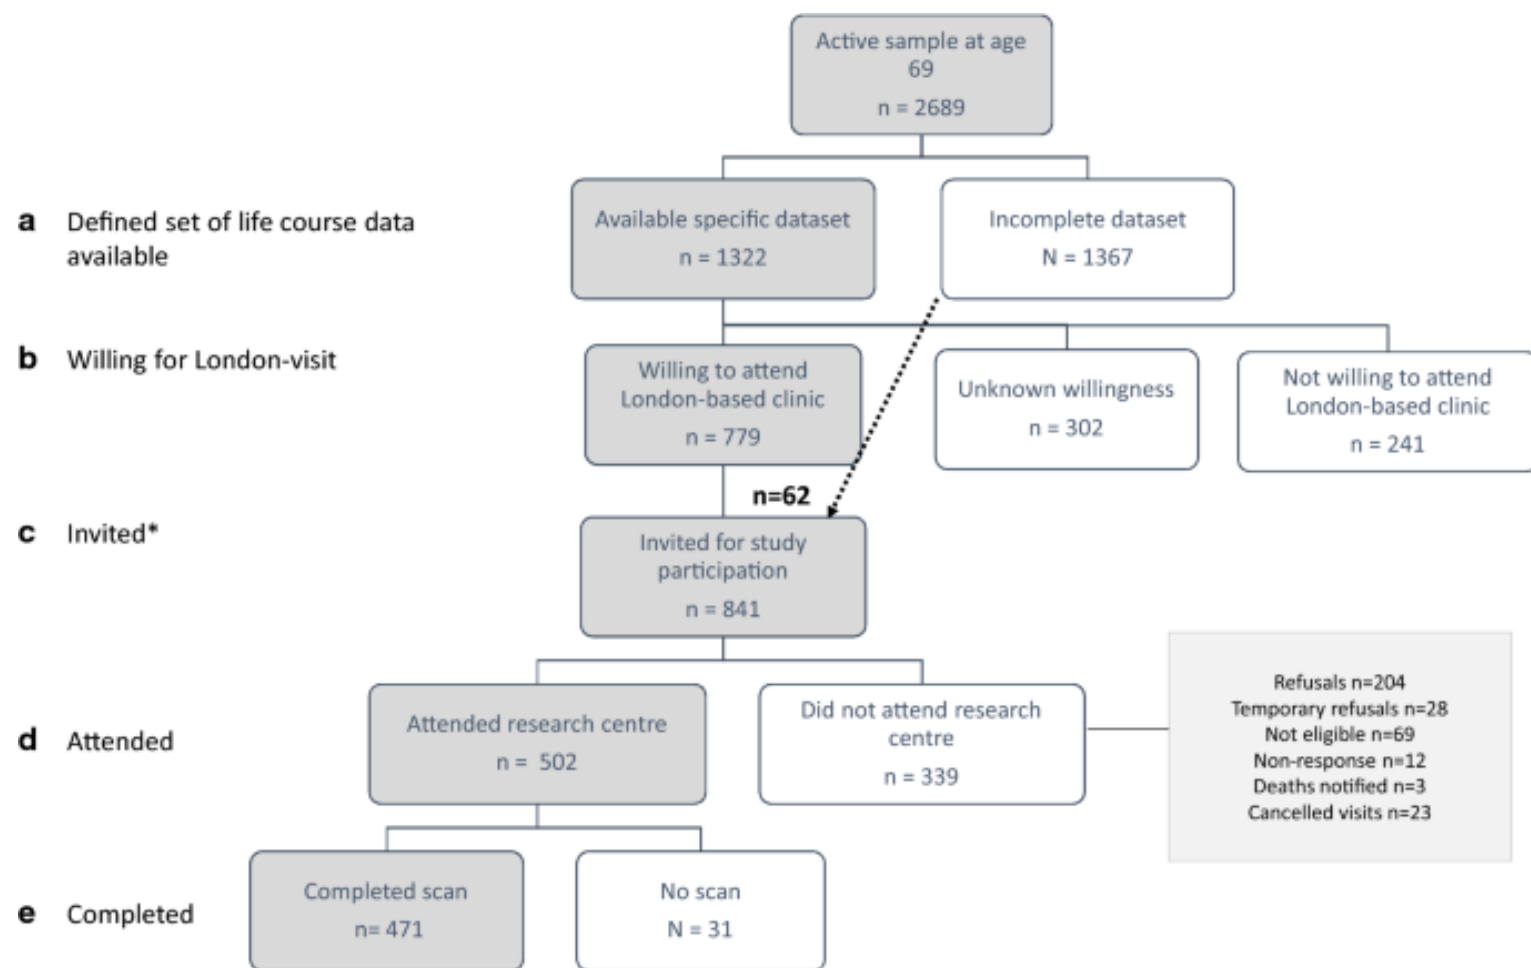 Active sample at age
69
n = 2689
a Defined set of life course data
available
Available specific dataset
n = 1322
Incomplete dataset
N = 1367
b Willing for London-visit
Willing to attend
London-based clinic
n = 779
Unknown willingness
n = 302
Not willing to attend
London-based clinic
n = 241
n=62
c Invited*
Invited for study
participation
n = 841
d Attended
Attended research centre
n = 502
Did not attend research
centre
n = 339
Refusals n=204
Temporary refusals n=28
Not eligible n=69
Non-response n=12
Deaths notified n=3
Cancelled visits n=23
e Completed
Completed scan
n= 471
No scan
N = 31